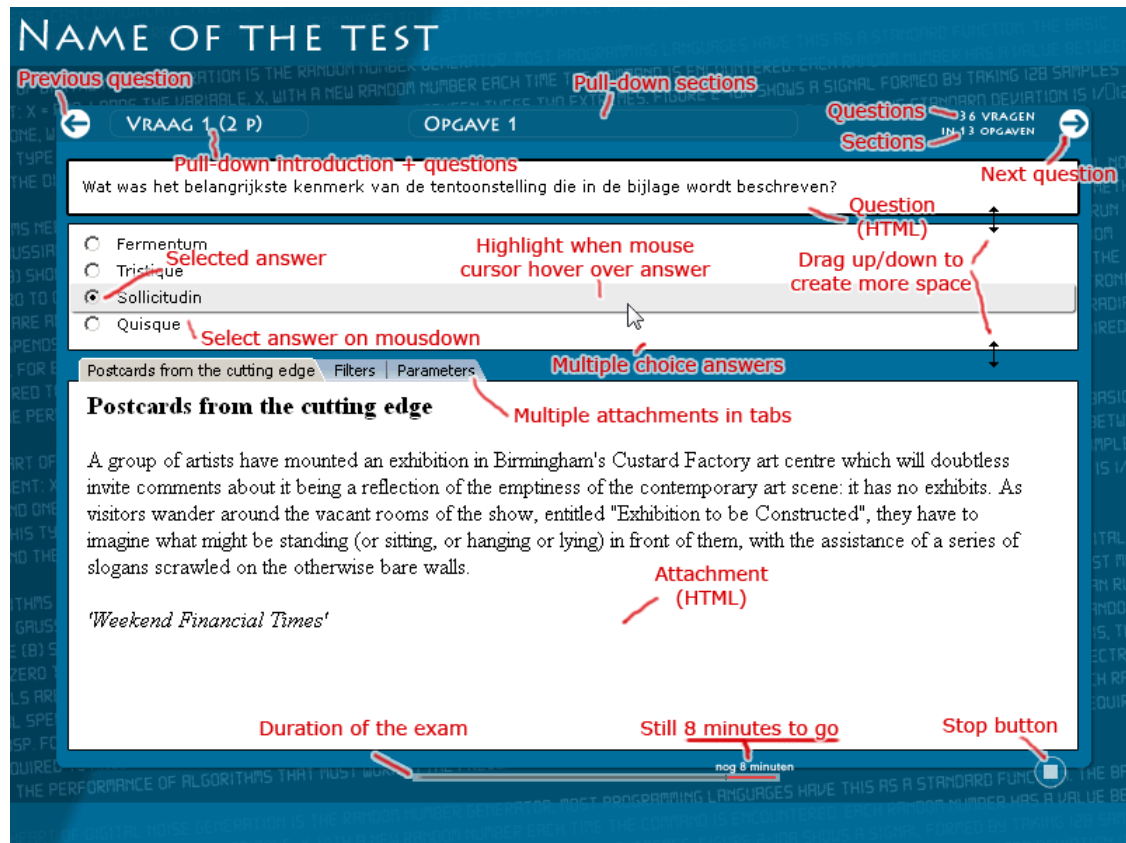 NAME OF THE TEST
Previous question
Pull-down sections
VRAAG 1 (2 P)
OPGAVE 1
Questions
36 VRAGEN
Sections
IN 13 OPGAVEN
Pull-down introduction + questions
Next question
Wat was het belangrijkste kenmerk van de tentoonstelling die in de bijlage wordt beschreven?
Question
(HTML)
Fermentum
Selected answer
Tristique
Highlight when mouse
cursor hover over answer
Drag up/down to
create more space
Sollicitudin
Quisque
Select answer on mousdown
Multiple choice answers
Postcards from the cutting edge
Filters
Parameters
Multiple attachments in tabs
Postcards from the cutting edge
A group of artists have mounted an exhibition in Birmingham's Custard Factory art centre which will doubtless
invite comments about it being a reflection of the emptiness of the contemporary art scene: it has no exhibits. As
visitors wander around the vacant rooms of the show, entitled "Exhibition to be Constructed", they have to
imagine what might be standing (or sitting, or hanging or lying) in front of them, with the assistance of a series of
slogans scrawled on the otherwise bare walls.
Attachment
(HTML)
'Weekend Financial Times'
Duration of the exam
Still 8 minutes to go
Stop button
nog 8 minuten